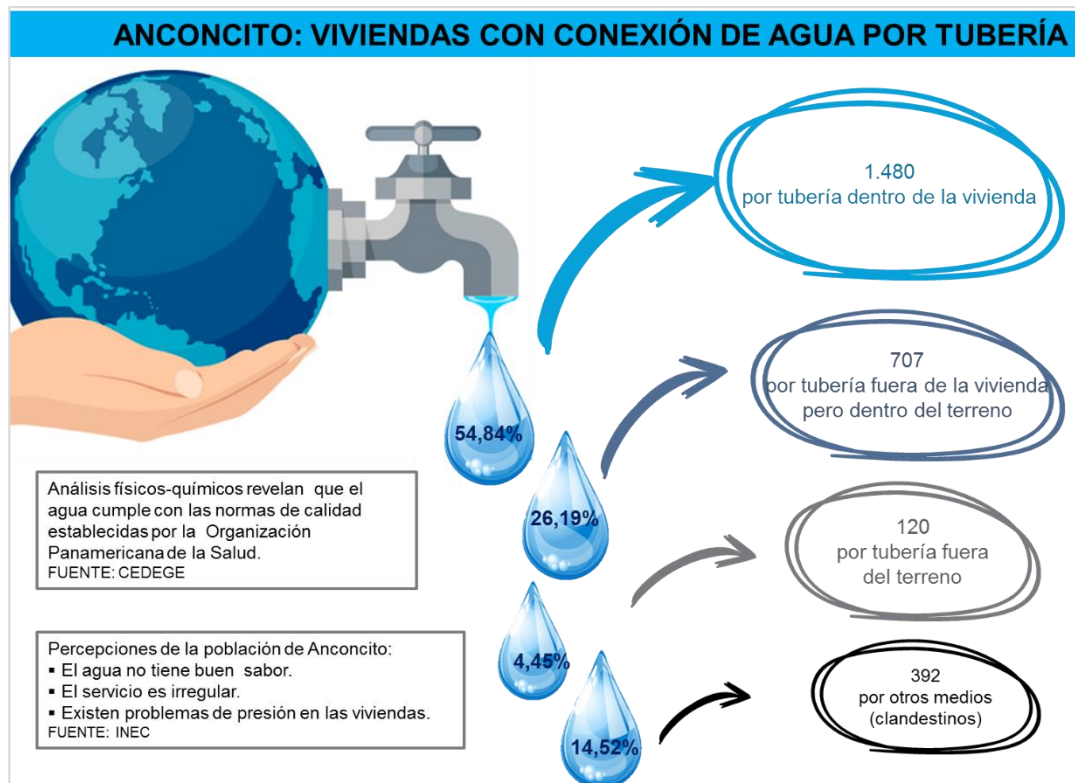 ANCONCITO: VIVIENDAS CON CONEXIÓN DE AGUA POR TUBERÍA
1.480
por tubería dentro de la vivienda
54,84%
707
por tubería fuera de la vivienda
pero dentro del terreno
26,19%
120
por tubería fuera
del terreno
4,45%
392
por otros medios
(clandestinos)
14,52%
Análisis físicos-químicos revelan que el
agua cumple con las normas de calidad
establecidas por la Organización
Panamericana de la Salud.
FUENTE: CEDEGE
Percepciones de la población de Anconcito:
▪ El agua no tiene buen sabor.
▪ El servicio es irregular.
▪ Existen problemas de presión en las viviendas.
FUENTE: INEC